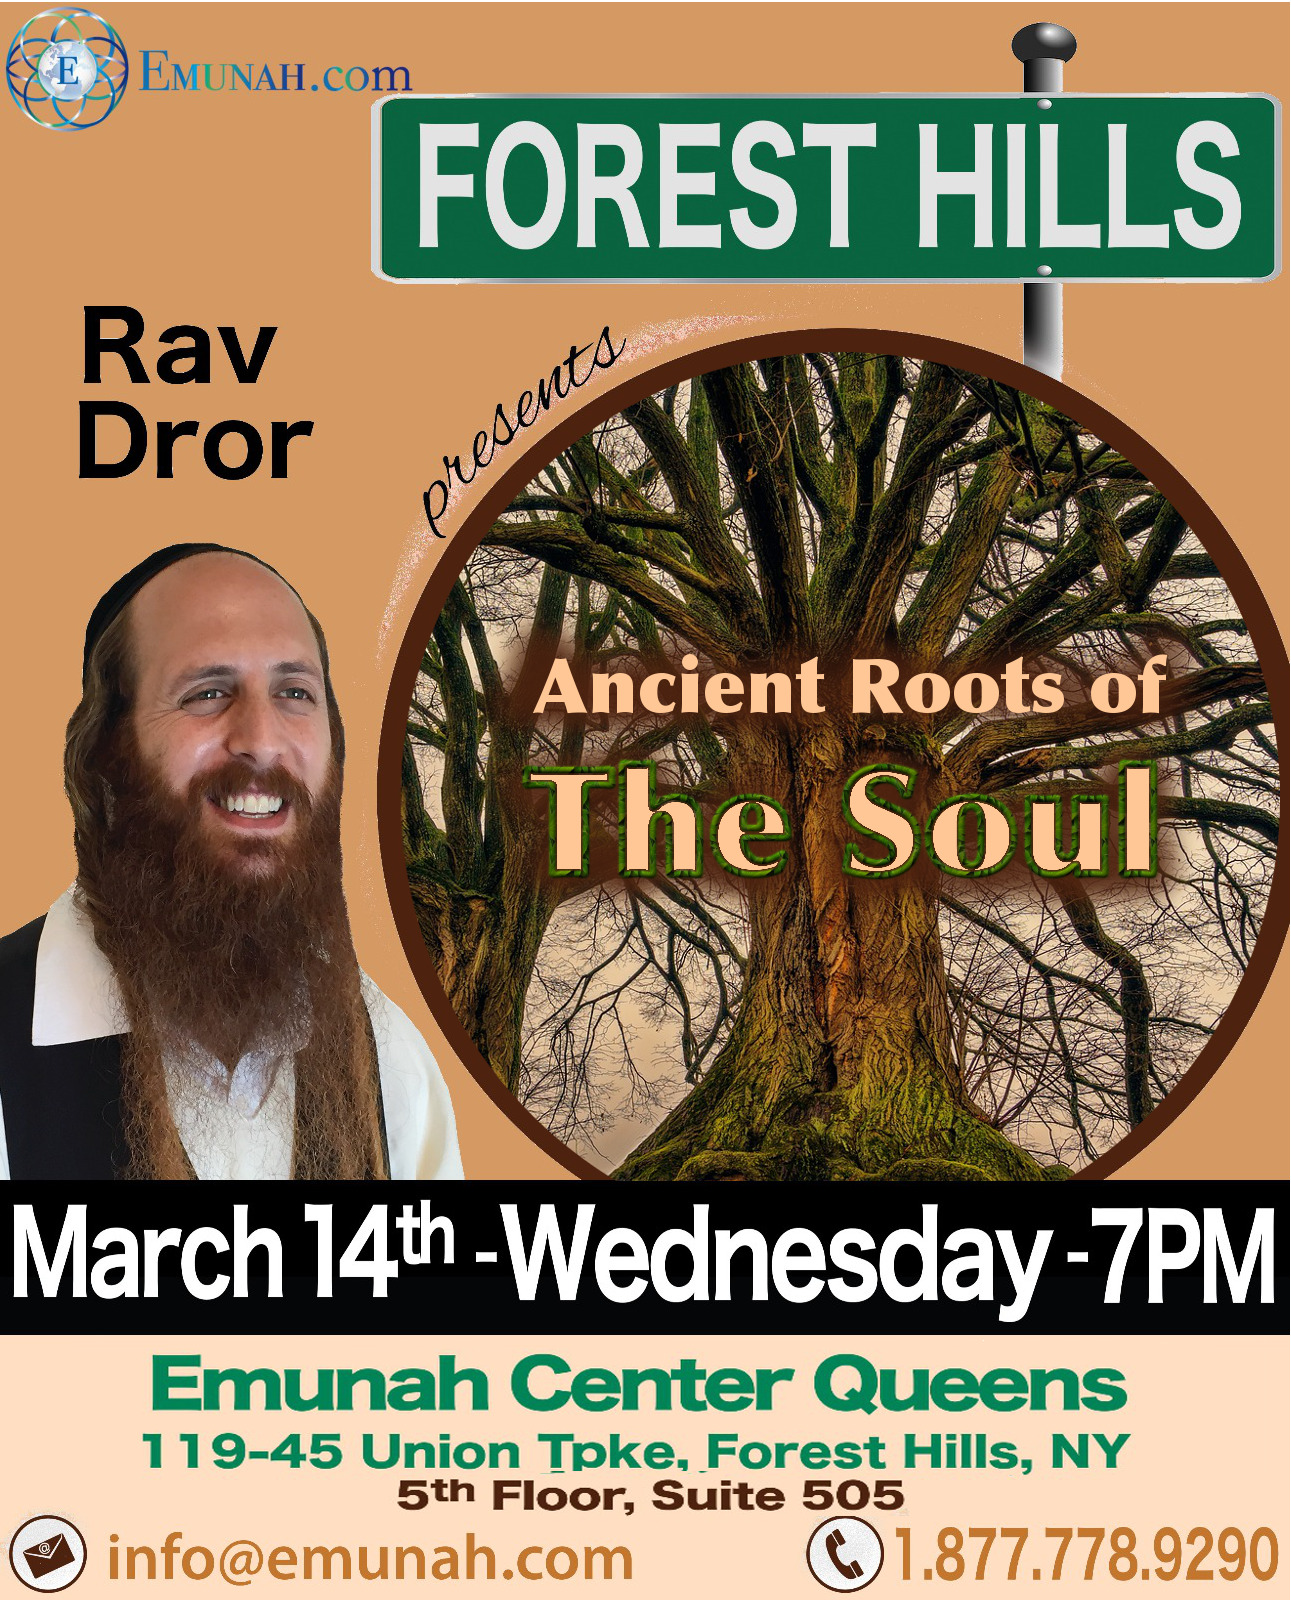 E
EMUNAH.com
FOREST HILLS
Rav
Dror
presents
Ancient Roots of
The Soul
March 14th - Wednesday - 7PM
Emunah Center Queens
119-45 Union Tpke, Forest Hills, NY
5th Floor, Suite 505
@ info@emunah.com
1.877.778.9290